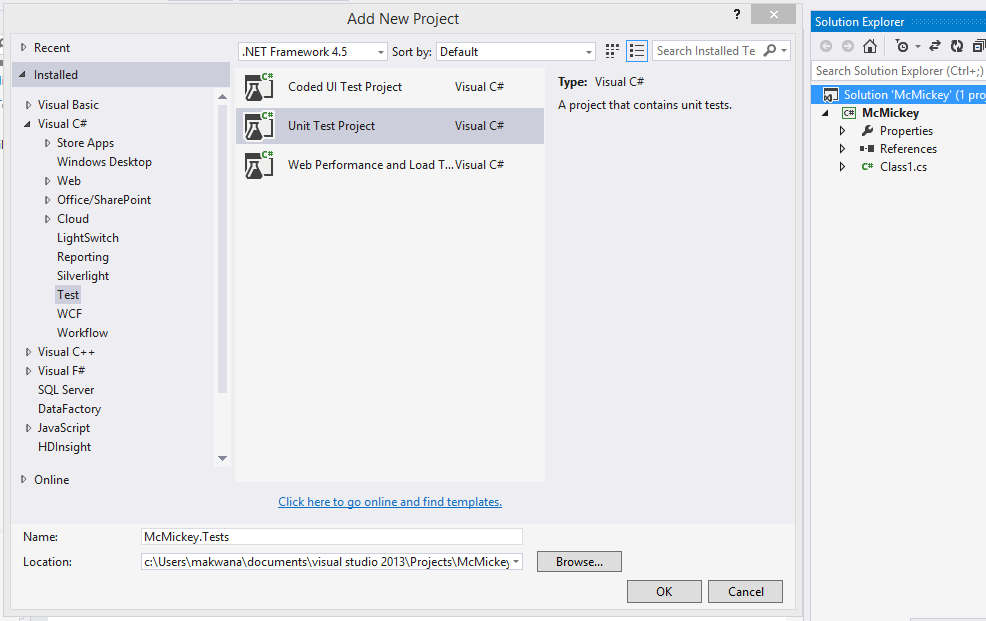 Add New Project
?
Recent
Installed
Visual Basic
Visual C#
Store Apps
Windows Desktop
Web
Office/SharePoint
Cloud
LightSwitch
Reporting
Silverlight
Test
WCF
Workflow
Visual C++
Visual F#
SQL Server
DataFactory
JavaScript
HDInsight
Online
.NET Framework 4.5
Sort by: Default
Search Installed Te
C# Coded UI Test Project Visual C#
C# Unit Test Project Visual C#
C# Web Performance and Load T... Visual C#
Type: Visual C#
A project that contains unit tests.
Click here to go online and find templates.
Name: McMickey.Tests
Location: c:\Users\makwana\documents\visual studio 2013\Projects\McMickey
Browse...
OK Cancel
Solution Explorer
Search Solution Explorer (Ctrl+;)
Solution 'McMickey' (1 proj
C# McMickey
Properties
References
C# Class1.cs